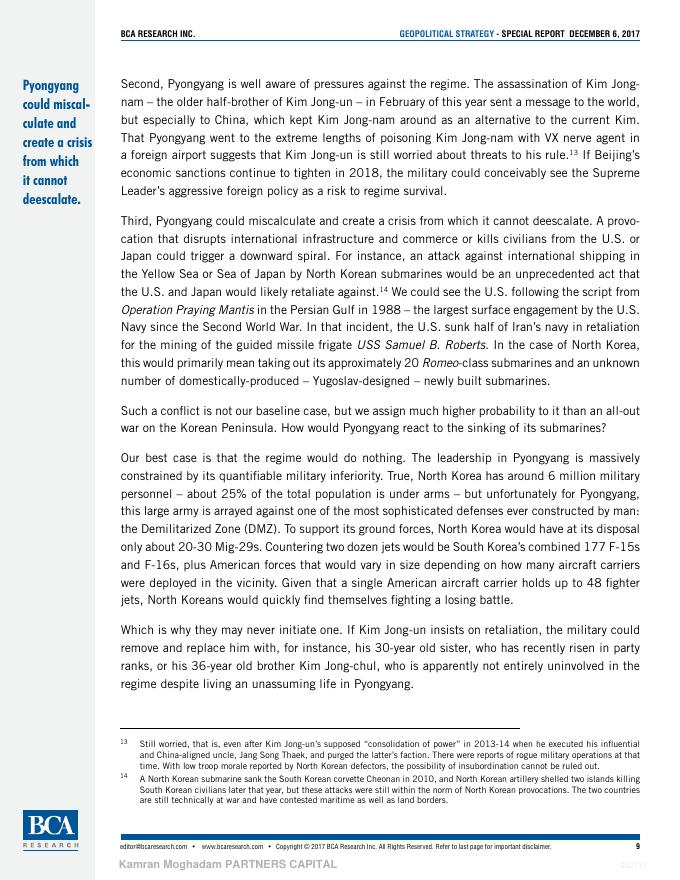 BCA RESEARCH INC.
GEOPOLITICAL STRATEGY - SPECIAL REPORT DECEMBER 6, 2017
Pyongyang
could miscal-
culate and
create a crisis
from which
it cannot
deescalate.
Second, Pyongyang is well aware of pressures against the regime. The assassination of Kim Jong-
nam – the older half-brother of Kim Jong-un – in February of this year sent a message to the world,
but especially to China, which kept Kim Jong-nam around as an alternative to the current Kim.
That Pyongyang went to the extreme lengths of poisoning Kim Jong-nam with VX nerve agent in
a foreign airport suggests that Kim Jong-un is still worried about threats to his rule.13 If Beijing's
economic sanctions continue to tighten in 2018, the military could conceivably see the Supreme
Leader's aggressive foreign policy as a risk to regime survival.
Third, Pyongyang could miscalculate and create a crisis from which it cannot deescalate. A provo-
cation that disrupts international infrastructure and commerce or kills civilians from the U.S. or
Japan could trigger a downward spiral. For instance, an attack against international shipping in
the Yellow Sea or Sea of Japan by North Korean submarines would be an unprecedented act that
the U.S. and Japan would likely retaliate against.14 We could see the U.S. following the script from
Operation Praying Mantis in the Persian Gulf in 1988 – the largest surface engagement by the U.S.
Navy since the Second World War. In that incident, the U.S. sunk half of Iran's navy in retaliation
for the mining of the guided missile frigate USS Samuel B. Roberts. In the case of North Korea,
this would primarily mean taking out its approximately 20 Romeo-class submarines and an unknown
number of domestically-produced – Yugoslav-designed – newly built submarines.
Such a conflict is not our baseline case, but we assign much higher probability to it than an all-out
war on the Korean Peninsula. How would Pyongyang react to the sinking of its submarines?
Our best case is that the regime would do nothing. The leadership in Pyongyang is massively
constrained by its quantifiable military inferiority. True, North Korea has around 6 million military
personnel – about 25% of the total population is under arms – but unfortunately for Pyongyang,
this large army is arrayed against one of the most sophisticated defenses ever constructed by man:
the Demilitarized Zone (DMZ). To support its ground forces, North Korea would have at its disposal
only about 20-30 Mig-29s. Countering two dozen jets would be South Korea's combined 177 F-15s
and F-16s, plus American forces that would vary in size depending on how many aircraft carriers
were deployed in the vicinity. Given that a single American aircraft carrier holds up to 48 fighter
jets, North Koreans would quickly find themselves fighting a losing battle.
Which is why they may never initiate one. If Kim Jong-un insists on retaliation, the military could
remove and replace him with, for instance, his 30-year old sister, who has recently risen in party
ranks, or his 36-year old brother Kim Jong-chul, who is apparently not entirely uninvolved in the
regime despite living an unassuming life in Pyongyang.
13 Still worried, that is, even after Kim Jong-un's supposed "consolidation of power" in 2013-14 when he executed his influential
and China-aligned uncle, Jang Song Thaek, and purged the latter's faction. There were reports of rogue military operations at that
time. With low troop morale reported by North Korean defectors, the possibility of insubordination cannot be ruled out.
14 A North Korean submarine sank the South Korean corvette Cheonan in 2010, and North Korean artillery shelled two islands killing
South Korean civilians later that year, but these attacks were still within the norm of North Korean provocations. The two countries
are still technically at war and have contested maritime as well as land borders.
BCA
RESEARCH
editor@bcaresearch.com • www.bcaresearch.com • Copyright © BCA Research Inc. All Rights Reserved. Refer to last page for important disclaimer.
9
Kamran Moghadam PARTNERS CAPITAL